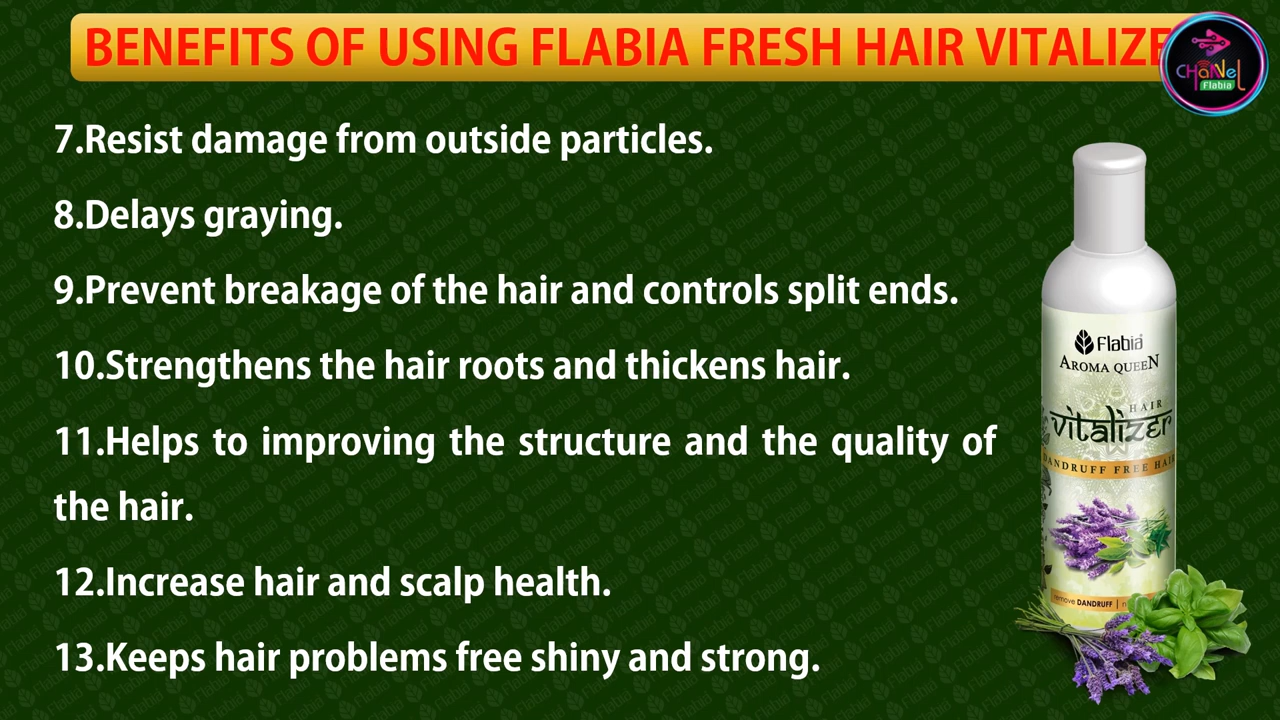 BENEFITS OF USING FLABIA FRESH HAIR VITALIZE
CHaNNel
Flabia
7.Resist damage from outside particles.
8.Delays graying.
9.Prevent breakage of the hair and controls split ends.
10.Strengthens the hair roots and thickens hair.
11.Helps to improving the structure and the quality of
the hair.
12.Increase hair and scalp health.
13.Keeps hair problems free shiny and strong.
Flabia
AROMA QUEEN
HAIR
vitalizer
DANDRUFF FREE HAIR
remove DANDRUFF |